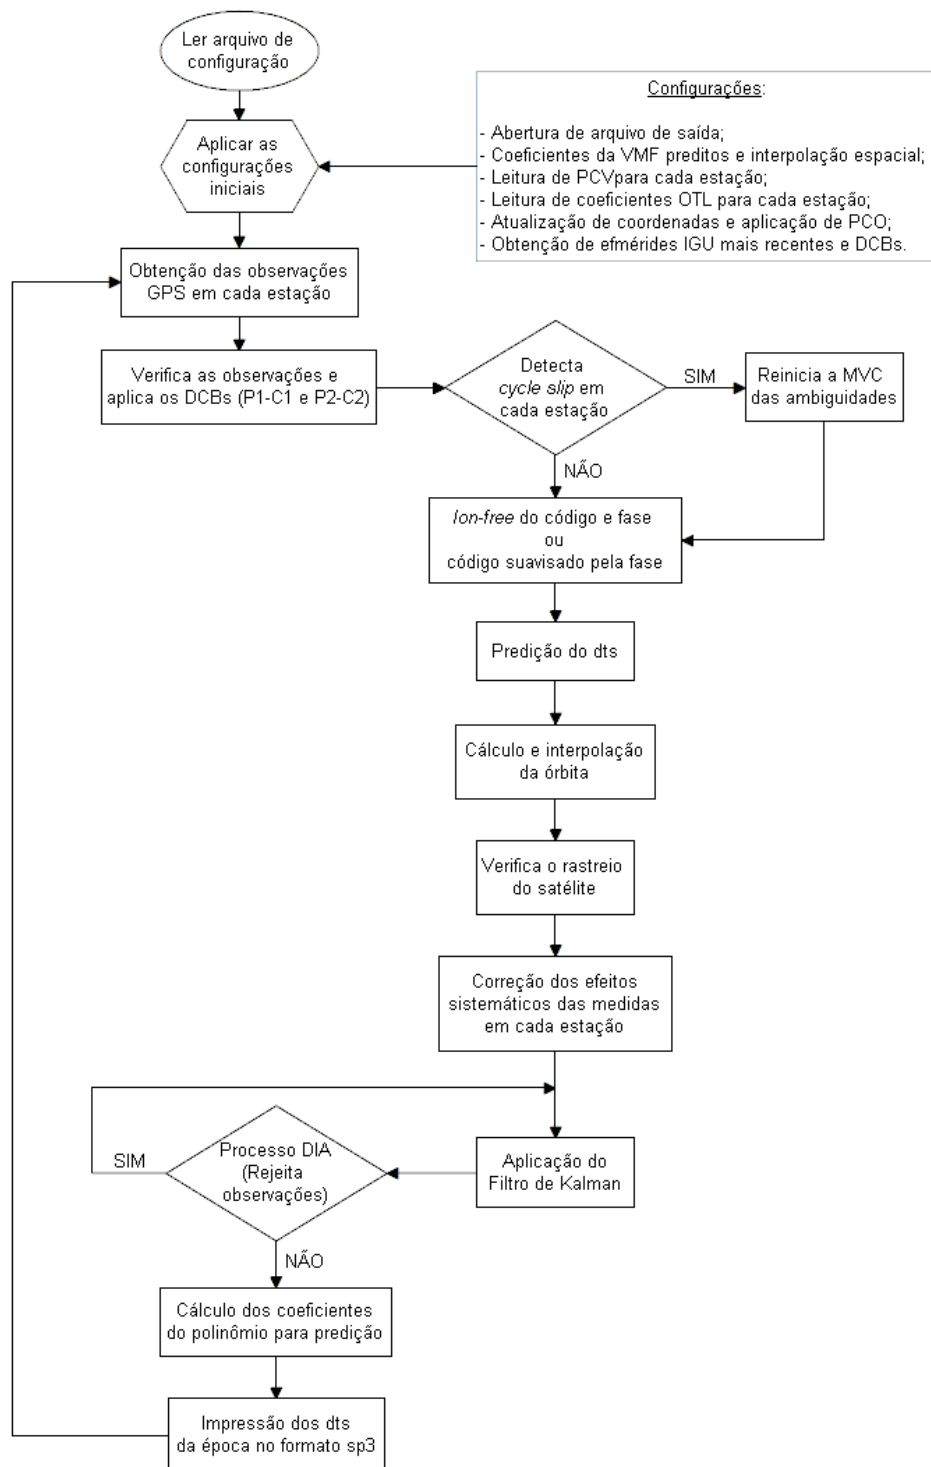 Ler arquivo de
configuração
Configurações:
- Abertura de arquivo de saída;
- Coeficientes da VMF preditos e interpolação espacial;
- Leitura de PCVpara cada estação;
- Leitura de coeficientes OTL para cada estação;
- Atualização de coordenadas e aplicação de PCO;
- Obtenção de efmérides IGU mais recentes e DCBs.
Aplicar as
configurações
iniciais
Obtenção das observações
GPS em cada estação
Verifica as observações e
aplica os DCBs (P1-C1 e P2-C2)
Detecta
cycle slip em
cada estação
SIM
Reinicia a MVC
das ambiguidades
NÃO
Ion-free do código e fase
ou
código suavisado pela fase
Predição do dts
Cálculo e interpolação
da órbita
Verifica o rastreio
do satélite
Correção dos efeitos
sistemáticos das medidas
em cada estação
Aplicação do
Filtro de Kalman
Processo DIA
(Rejeita
observações)
SIM
NÃO
Cálculo dos coeficientes
do polinômio para predição
Impressão dos dts
da época no formato sp3